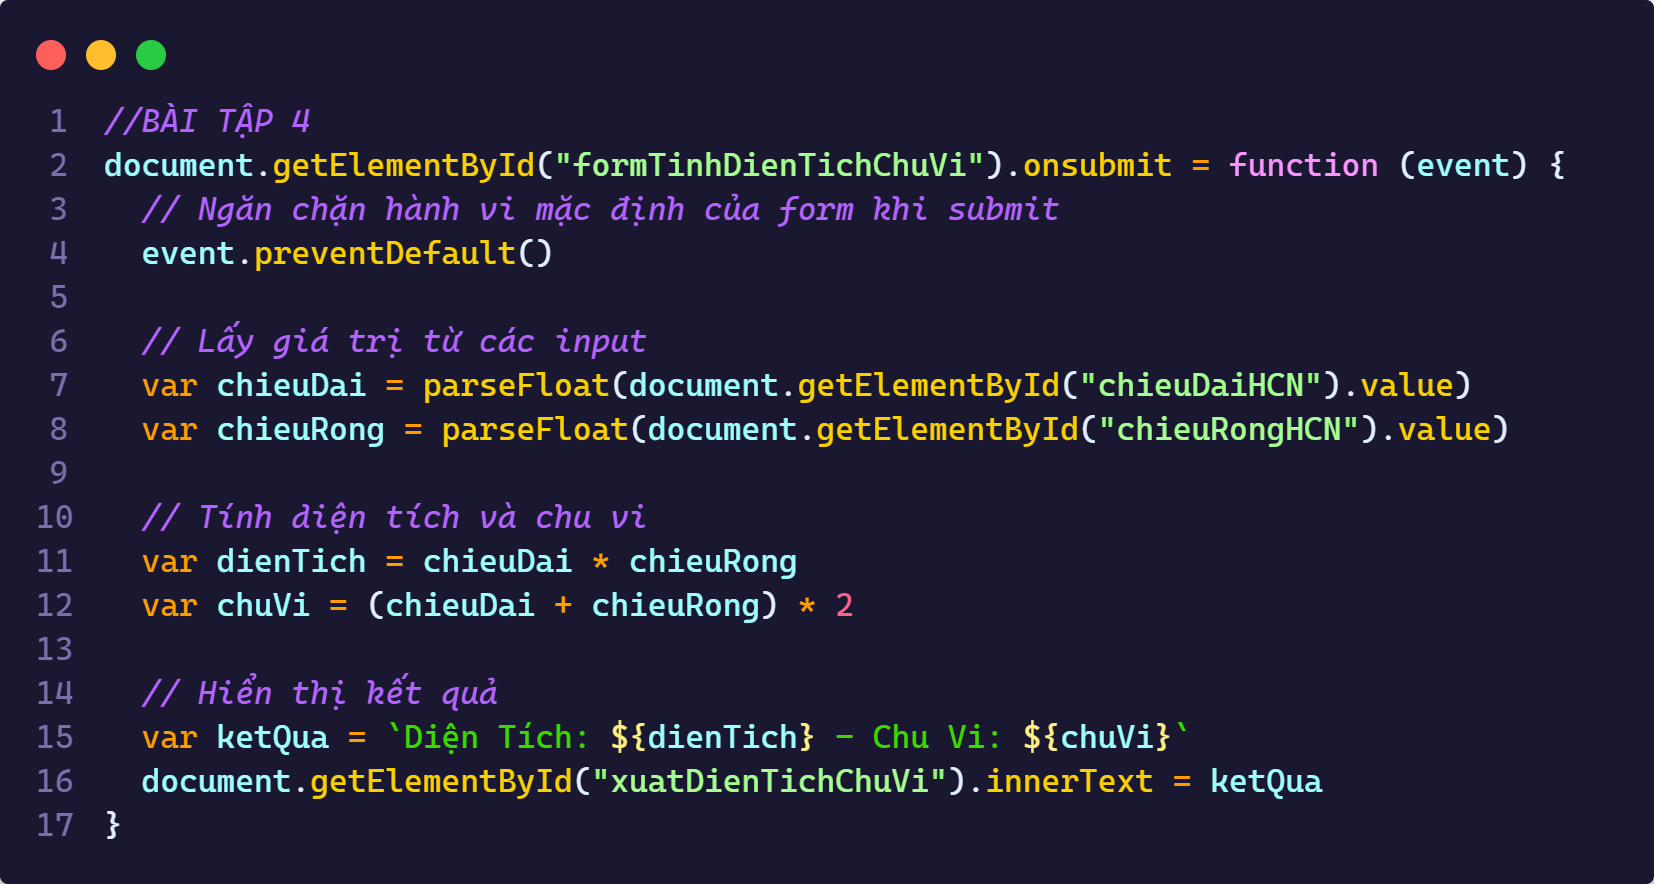 1 //BÀI TẬP 4
2 document.getElementById("formTinhDienTichChuVi").onsubmit = function (event) {
3 // Ngăn chặn hành vi mặc định của form khi submit
4 event.preventDefault()
5
6 // Lấy giá trị từ các input
7 var chieuDai = parseFloat(document.getElementById("chieuDaiHCN").value)
8 var chieuRong = parseFloat(document.getElementById("chieuRongHCN").value)
9
10 // Tính diện tích và chu vi
11 var dienTich = chieuDai * chieuRong
12 var chuVi = (chieuDai + chieuRong) * 2
13
14 // Hiển thị kết quả
15 var ketQua = `Diện Tích: ${dienTich} - Chu Vi: ${chuVi}`
16 document.getElementById("xuatDienTichChuVi").innerText = ketQua
17 }